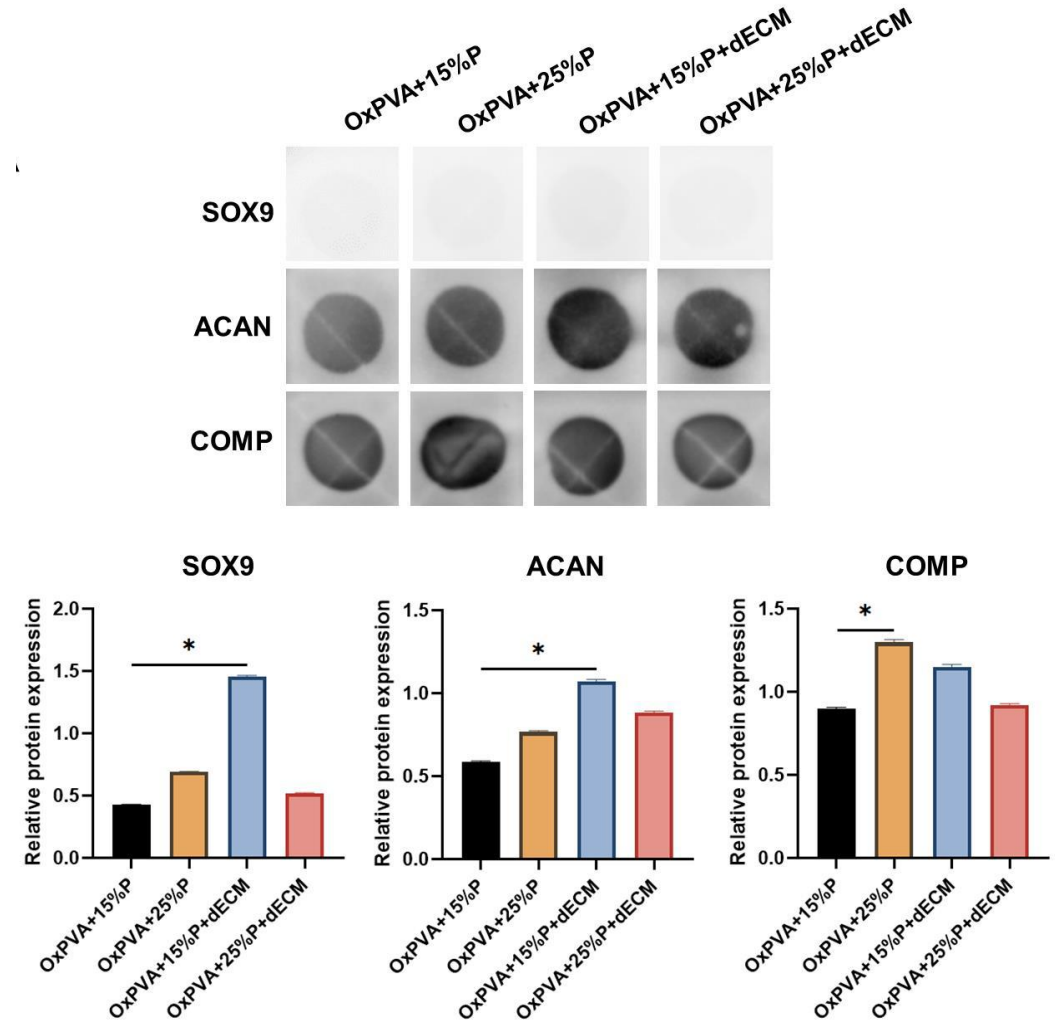 OxPVA+15%P
OxPVA+25%P
OxPVA+15%P+dECM
OxPVA+25%P+dECM
SOX9
ACAN
COMP
SOX9
Relative protein expression
2.0
1.5
1.0
0.5
0.0
*
OxPVA+15%P
OxPVA+25%P
OxPVA+15%P+dECM
OxPVA+25%P+dECM
ACAN
Relative protein expression
1.5
1.0
0.5
0.0
*
OxPVA+15%P
OxPVA+25%P
OxPVA+15%P+dECM
OxPVA+25%P+dECM
COMP
Relative protein expression
1.5
1.0
0.5
0.0
*
OxPVA+15%P
OxPVA+25%P
OxPVA+15%P+dECM
OxPVA+25%P+dECM